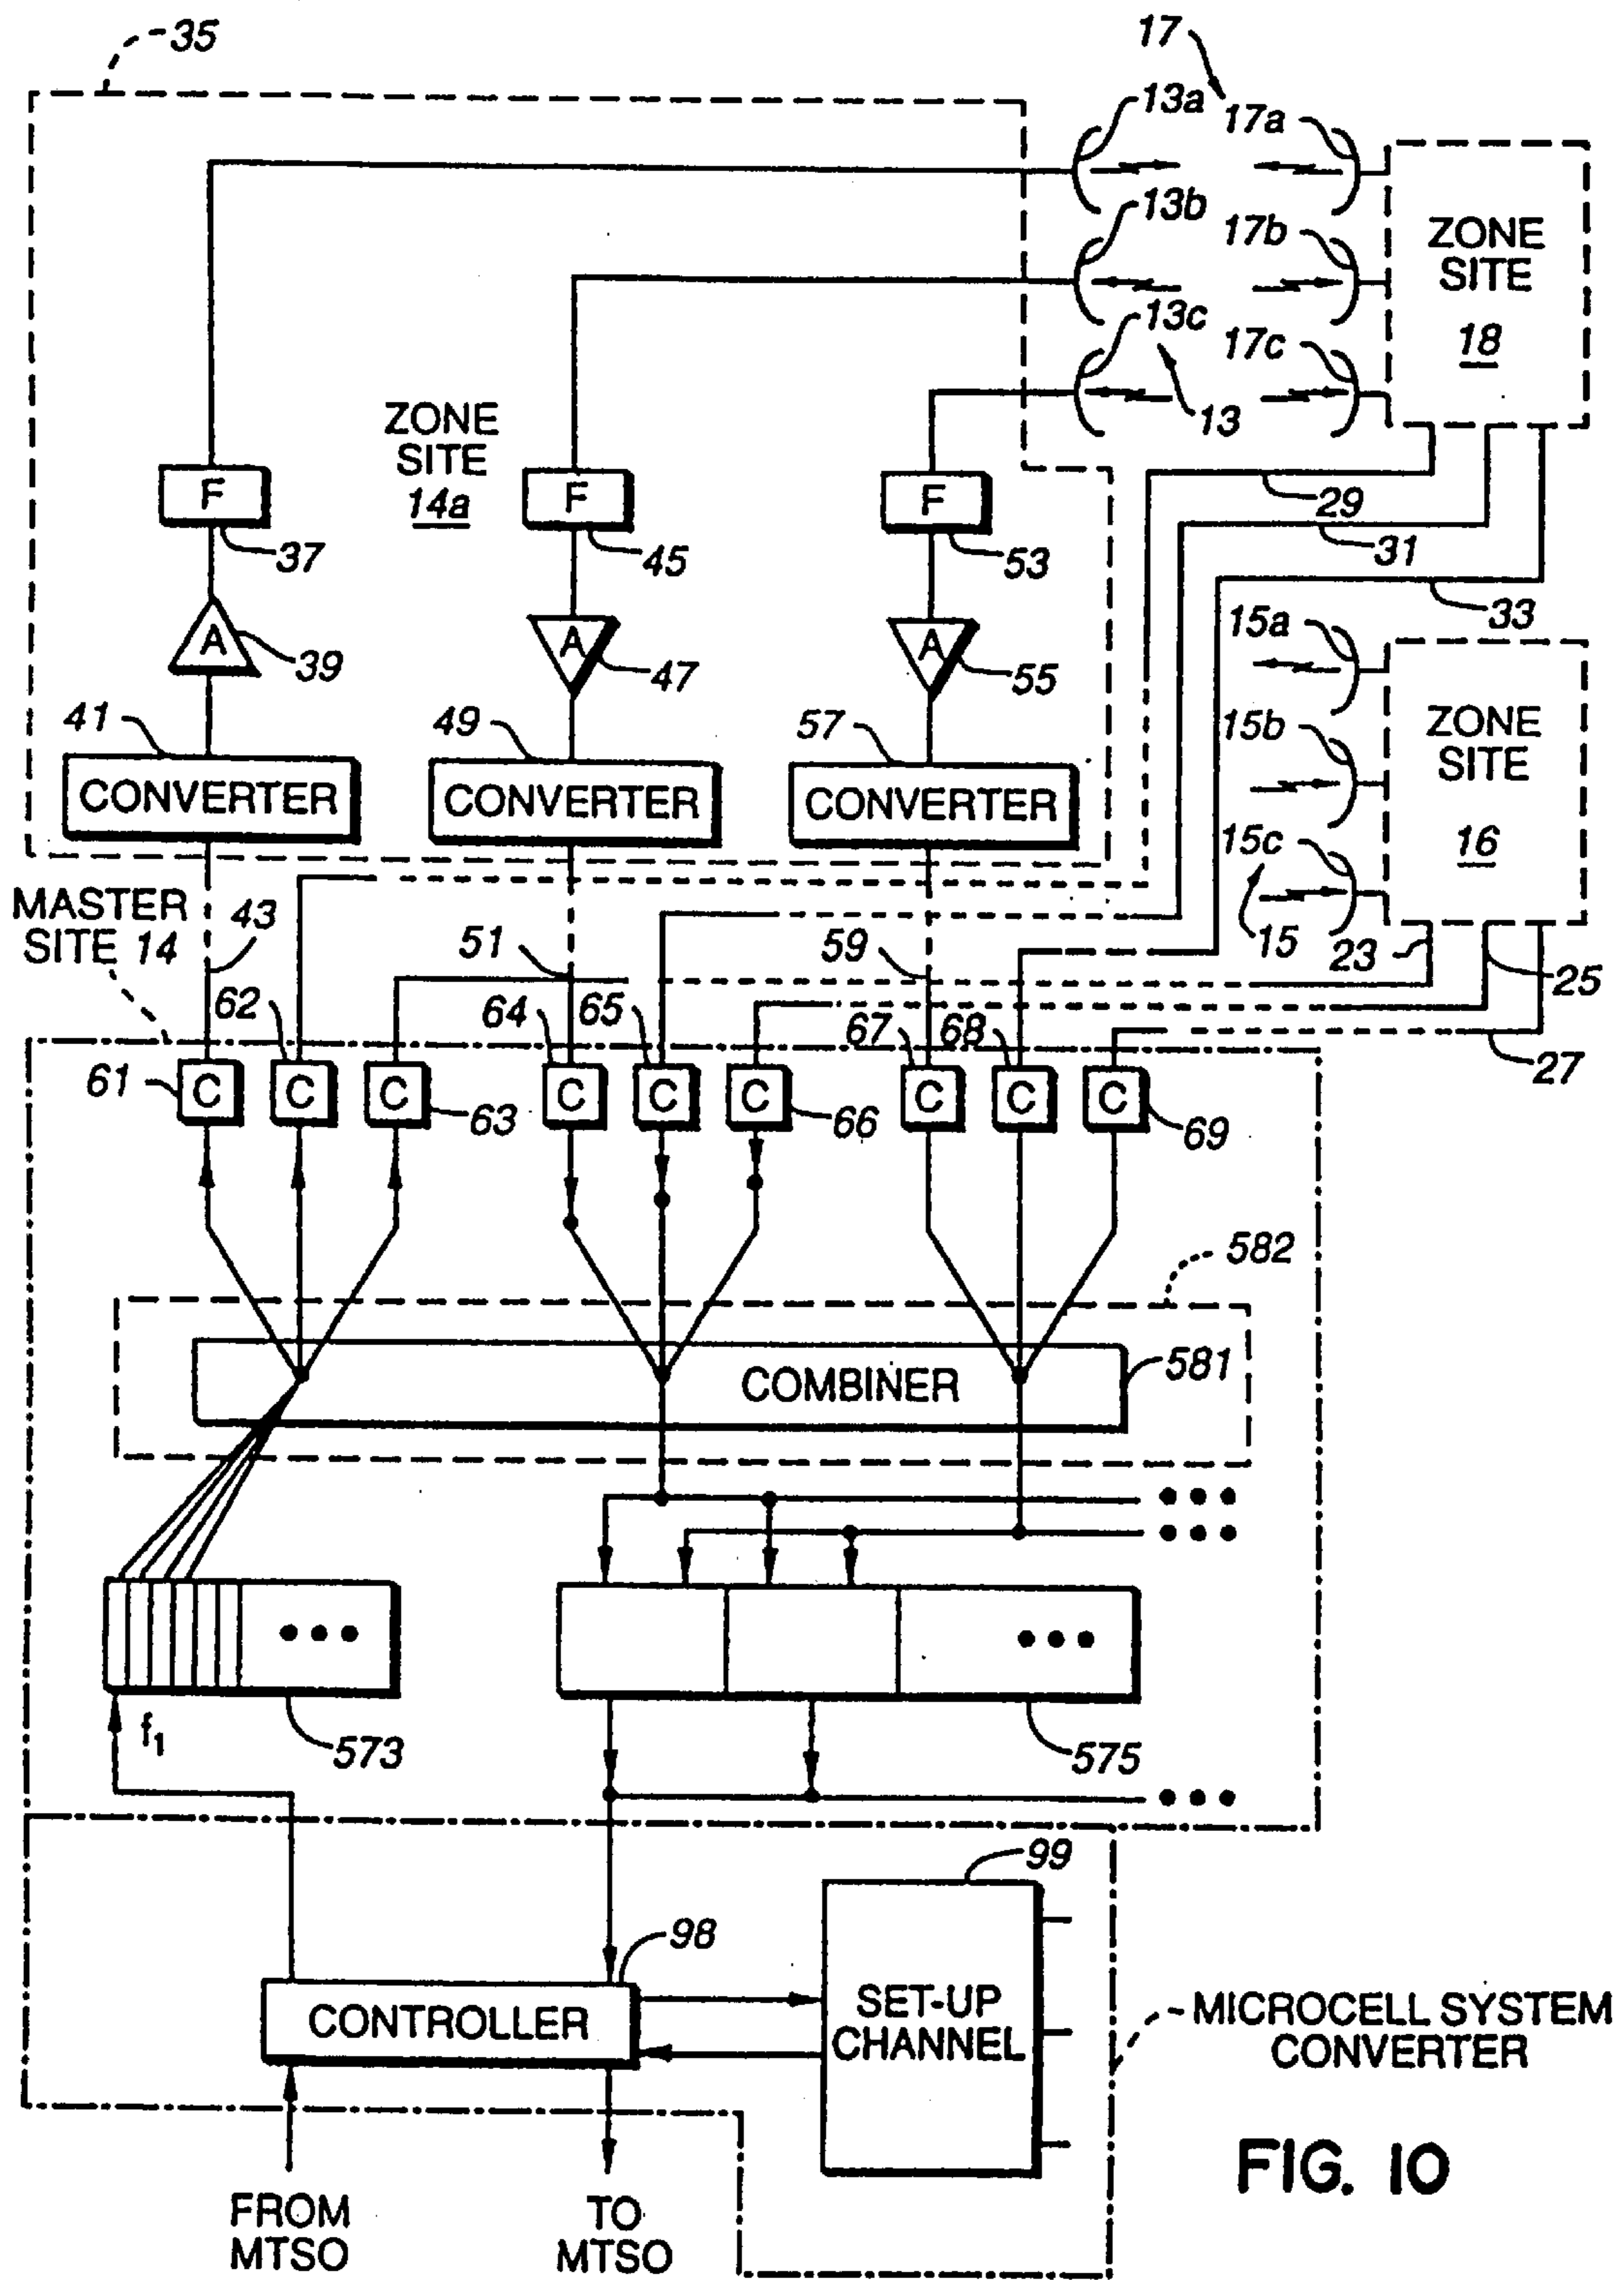 35
17
13a
17a
13b
17b
ZONE
SITE
18
13c
17c
13
ZONE
SITE
14a
F
F
F
29
37
45
53
31
33
15a
A
39
A
47
A
55
15b
ZONE
SITE
16
41
49
57
CONVERTER
CONVERTER
CONVERTER
15c
MASTER
SITE 14
43
51
59
15
23
25
62
64
65
67
68
27
61
C
C
C
63
C
C
C
66
C
C
C
69
582
COMBINER
581
•••
•••
•••
•••
f1
573
575
•••
99
98
CONTROLLER
SET-UP
CHANNEL
MICROCELL SYSTEM
CONVERTER
FROM
MTSO
TO
MTSO
FIG. 10